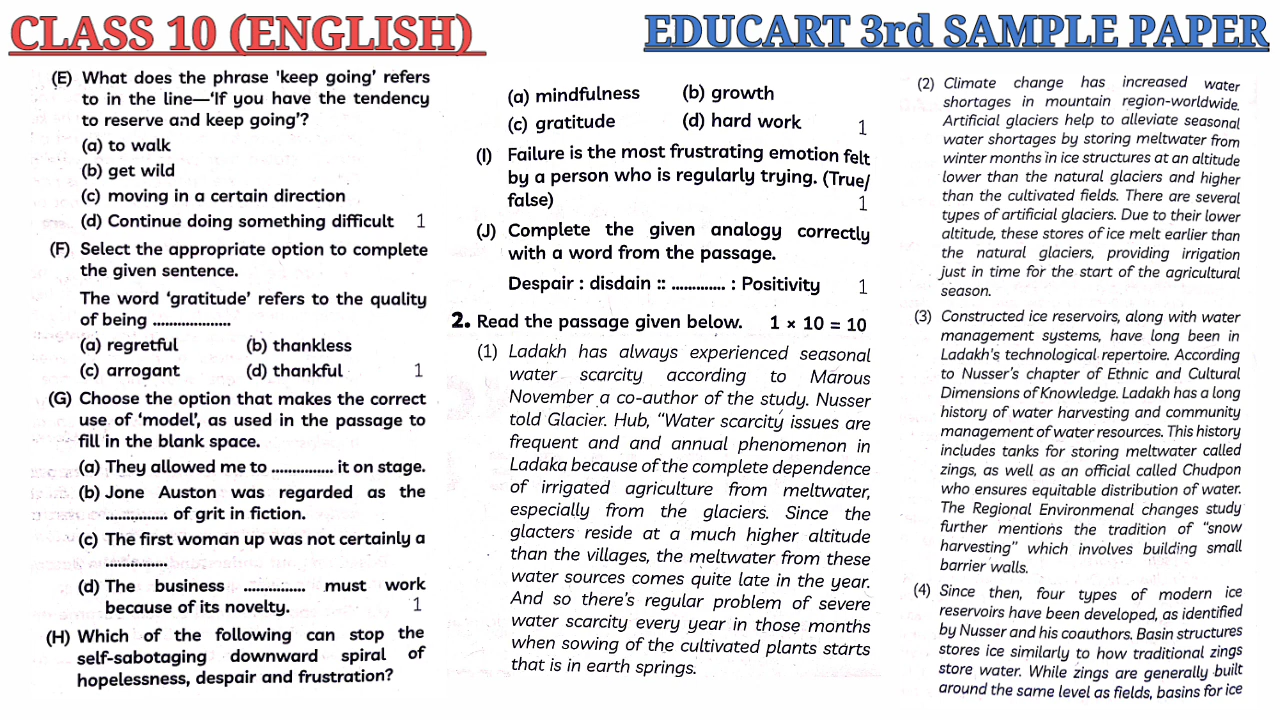 CLASS 10 (ENGLISH)
EDUCART 3rd SAMPLE PAPER
(E) What does the phrase 'keep going' refers
to in the line—'If you have the tendency
to reserve and keep going'?
(a) to walk
(b) get wild
(c) moving in a certain direction
(d) Continue doing something difficult 1
(F) Select the appropriate option to complete
the given sentence.
The word 'gratitude' refers to the quality
of being ...................
(a) regretful (b) thankless
(c) arrogant (d) thankful 1
(G) Choose the option that makes the correct
use of 'model', as used in the passage to
fill in the blank space.
(a) They allowed me to ............... it on stage.
(b) Jone Auston was regarded as the
............... of grit in fiction.
(c) The first woman up was not certainly a
...............
(d) The business ............... must work
because of its novelty. 1
(H) Which of the following can stop the
self-sabotaging downward spiral of
hopelessness, despair and frustration?
(a) mindfulness (b) growth
(c) gratitude (d) hard work 1
(I) Failure is the most frustrating emotion felt
by a person who is regularly trying. (True/
false) 1
(J) Complete the given analogy correctly
with a word from the passage.
Despair : disdain :: ............. : Positivity 1
2. Read the passage given below. 1 × 10 = 10
(1) Ladakh has always experienced seasonal
water scarcity according to Marous
November a co-author of the study. Nusser
told Glacier. Hub, "Water scarcity issues are
frequent and and annual phenomenon in
Ladaka because of the complete dependence
of irrigated agriculture from meltwater,
especially from the glaciers. Since the
glacters reside at a much higher altitude
than the villages, the meltwater from these
water sources comes quite late in the year.
And so there's regular problem of severe
water scarcity every year in those months
when sowing of the cultivated plants starts
that is in earth springs.
(2) Climate change has increased water
shortages in mountain region-worldwide.
Artificial glaciers help to alleviate seasonal
water shortages by storing meltwater from
winter months in ice structures at an altitude
lower than the natural glaciers and higher
than the cultivated fields. There are several
types of artificial glaciers. Due to their lower
altitude, these stores of ice melt earlier than
the natural glaciers, providing irrigation
just in time for the start of the agricultural
season.
(3) Constructed ice reservoirs, along with water
management systems, have long been in
Ladakh's technological repertoire. According
to Nusser's chapter of Ethnic and Cultural
Dimensions of Knowledge. Ladakh has a long
history of water harvesting and community
management of water resources. This history
includes tanks for storing meltwater called
zings, as well as an official called Chudpon
who ensures equitable distribution of water.
The Regional Environmenal changes study
further mentions the tradition of "snow
harvesting" which involves building small
barrier walls.
(4) Since then, four types of modern ice
reservoirs have been developed, as identified
by Nusser and his coauthors. Basin structures
stores ice similarly to how traditional zings
store water. While zings are generally built
around the same level as fields, basins for ice